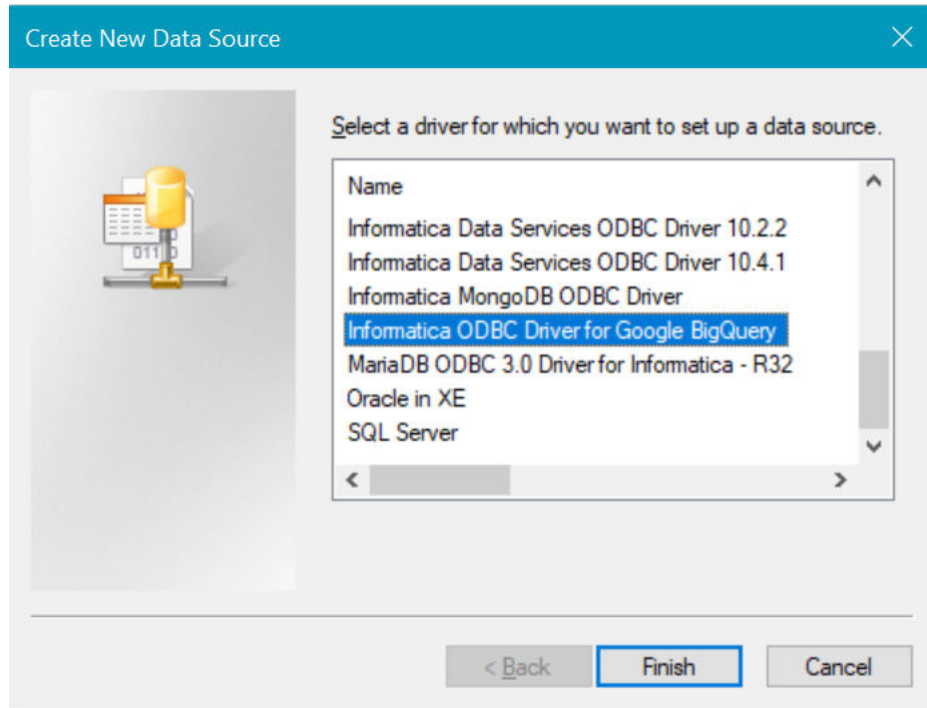 Create New Data Source
Select a driver for which you want to set up a data source.
Name
Informatica Data Services ODBC Driver 10.2.2
Informatica Data Services ODBC Driver 10.4.1
Informatica MongoDB ODBC Driver
Informatica ODBC Driver for Google BigQuery
MariaDB ODBC 3.0 Driver for Informatica - R32
Oracle in XE
SQL Server
011
< Back
Finish
Cancel